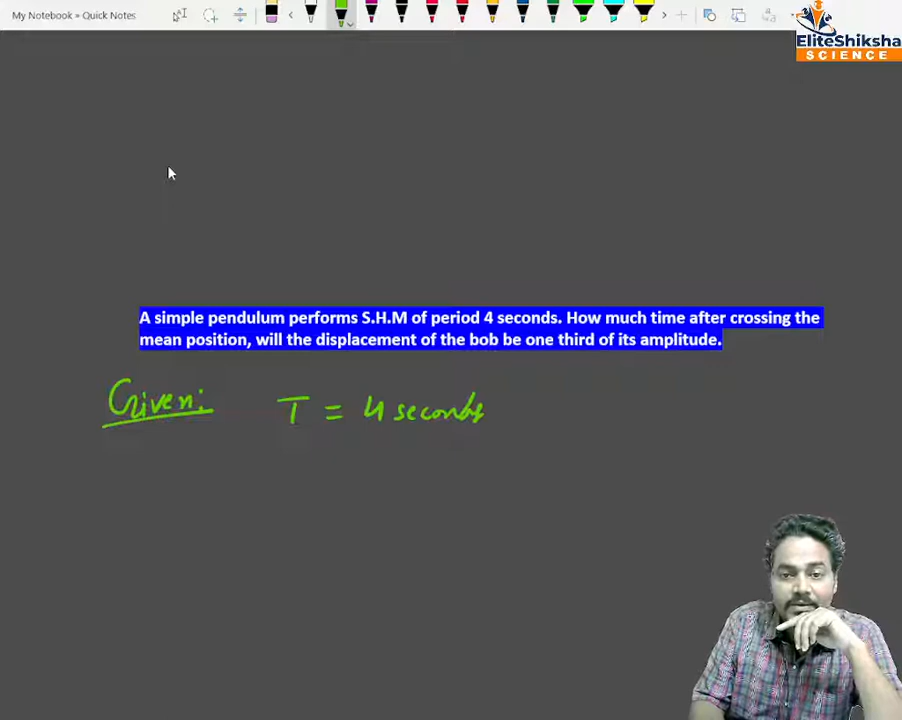 My Notebook » Quick Notes
EliteShiksha
SCIENCE
A simple pendulum performs S.H.M of period 4 seconds. How much time after crossing the
mean position, will the displacement of the bob be one third of its amplitude.
Given: T = 4 seconds